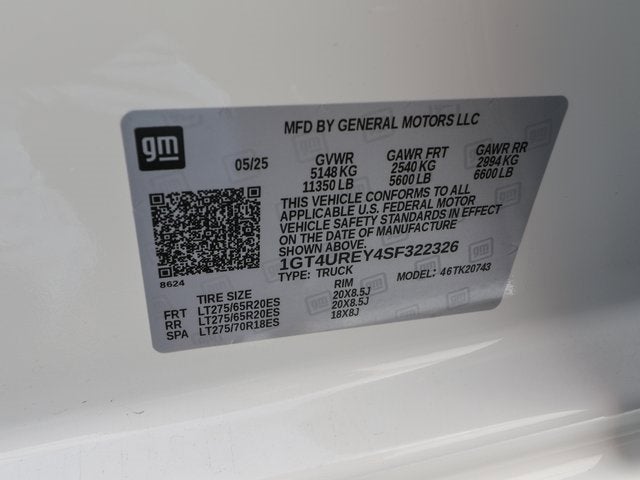 gm
MFD BY GENERAL MOTORS LLC
05/25 GVWR GAWR FRT GAWR RR
5148 KG 2540 KG 2994 KG
11350 LB 5600 LB 6600 LB
THIS VEHICLE CONFORMS TO ALL
APPLICABLE U.S. FEDERAL MOTOR
VEHICLE SAFETY STANDARDS IN EFFECT
ON THE DATE OF MANUFACTURE
SHOWN ABOVE.
1GT4UREY4SF322326
TYPE: TRUCK MODEL: 46TK20743
8624
TIRE SIZE RIM
FRT LT275/65R20ES 20X8.5J
RR LT275/65R20ES 20X8.5J
SPA LT275/70R18ES 18X8J